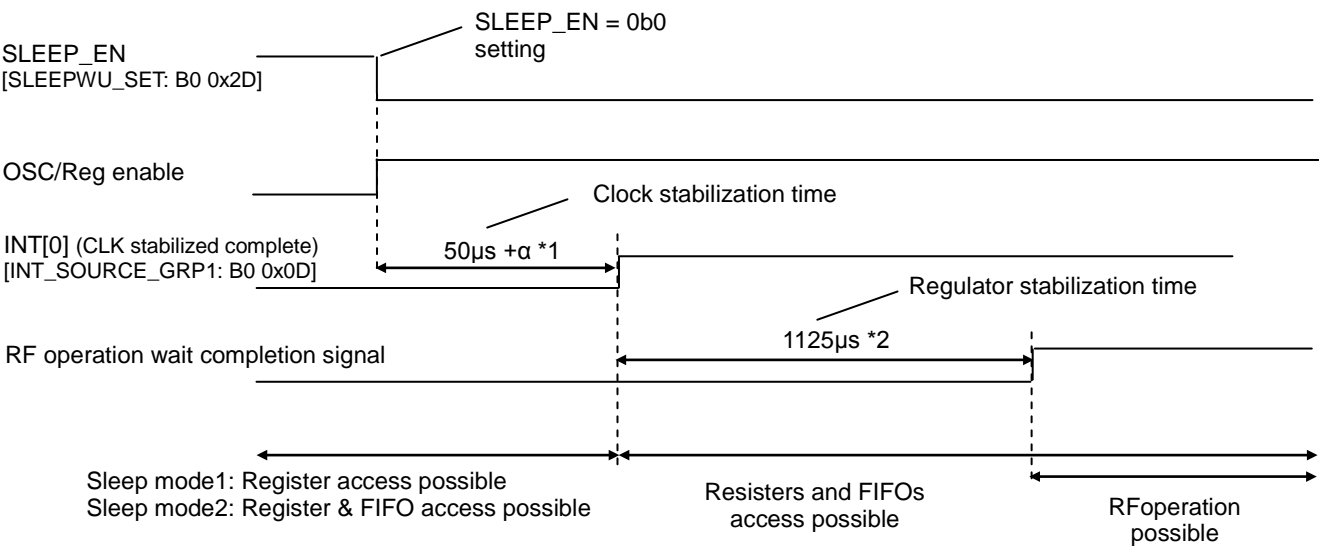 SLEEP_EN = 0b0
setting
SLEEP_EN
[SLEEPWU_SET: B0 0x2D]
OSC/Reg enable
Clock stabilization time
INT[0] (CLK stabilized complete)
[INT_SOURCE_GRP1: B0 0x0D]
50μs +α *1
Regulator stabilization time
1125μs *2
RF operation wait completion signal
Sleep mode1: Register access possible
Sleep mode2: Register & FIFO access possible
Resisters and FIFOs
access possible
RFoperation
possible